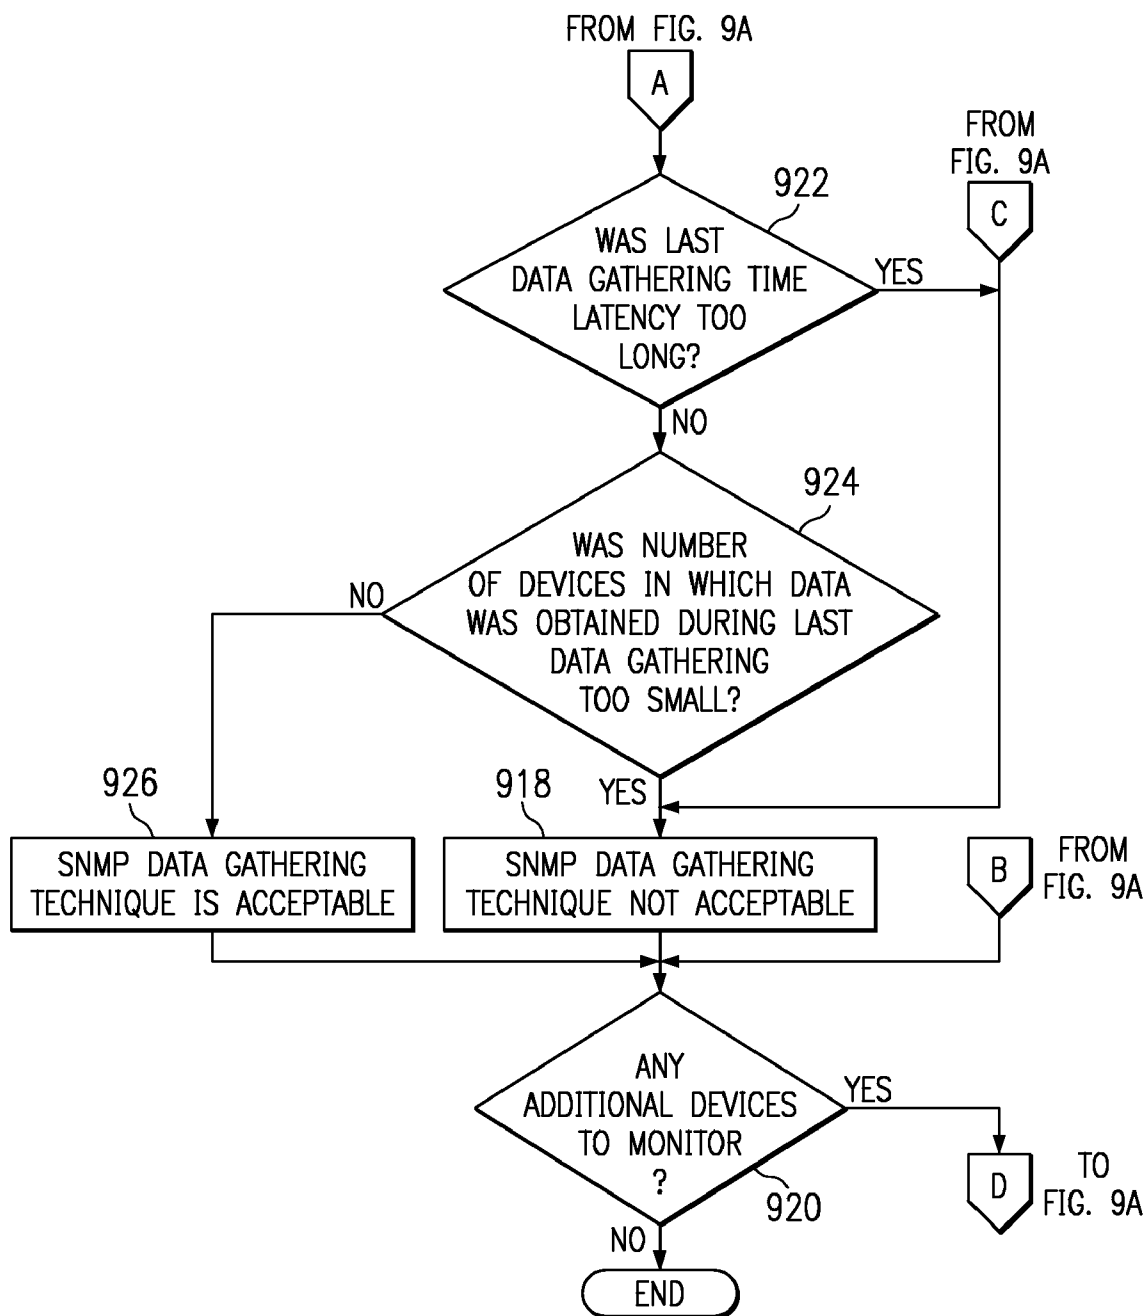 FROM FIG. 9A
A
FROM
FIG. 9A
C
922
WAS LAST
DATA GATHERING TIME
LATENCY TOO
LONG?
YES
NO
924
WAS NUMBER
OF DEVICES IN WHICH DATA
WAS OBTAINED DURING LAST
DATA GATHERING
TOO SMALL?
NO
YES
926
SNMP DATA GATHERING
TECHNIQUE IS ACCEPTABLE
918
SNMP DATA GATHERING
TECHNIQUE NOT ACCEPTABLE
B
FROM
FIG. 9A
ANY
ADDITIONAL DEVICES
TO MONITOR
?
YES
920
D
TO
FIG. 9A
NO
END